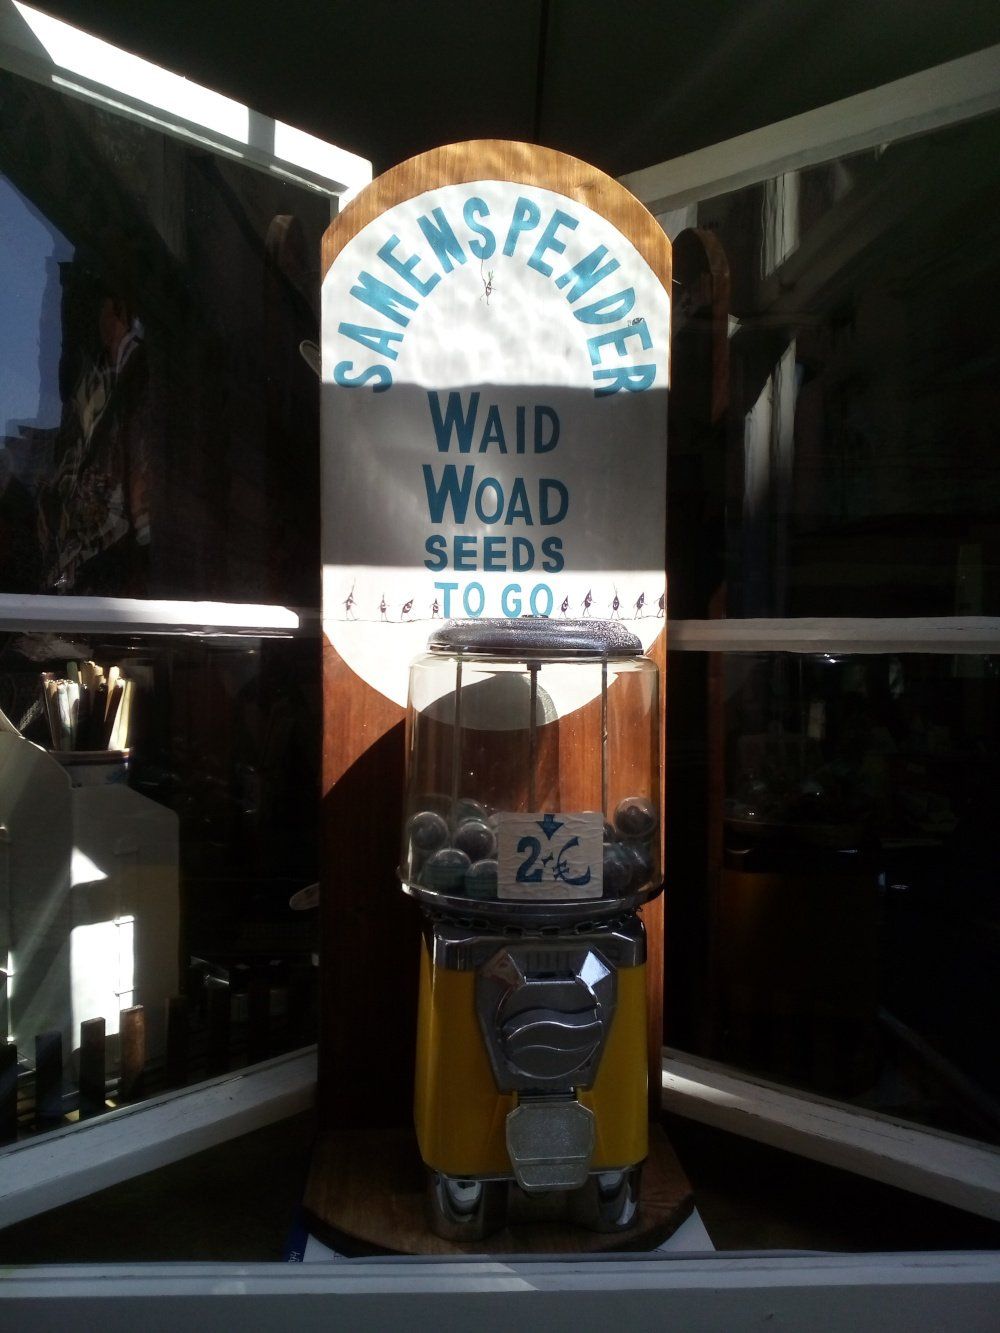 SAMENSPENDER
WAID
WOAD
SEEDS
TO GO
2.-€